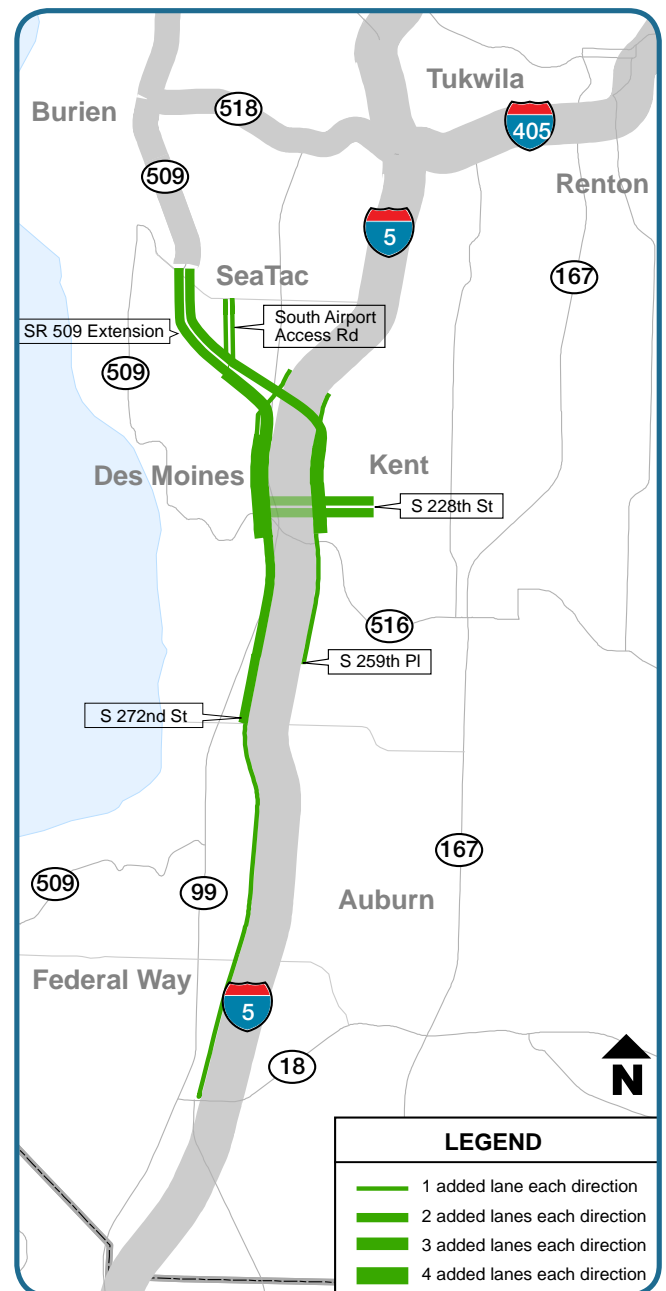 Tukwila
Burien
518
405
509
Renton
5
167
SeaTac
South Airport
Access Rd
SR 509 Extension
509
Des Moines
Kent
S 228th St
516
S 259th Pl
S 272nd St
167
509
99
Auburn
Federal Way
5
18
N
LEGEND
1 added lane each direction
2 added lanes each direction
3 added lanes each direction
4 added lanes each direction